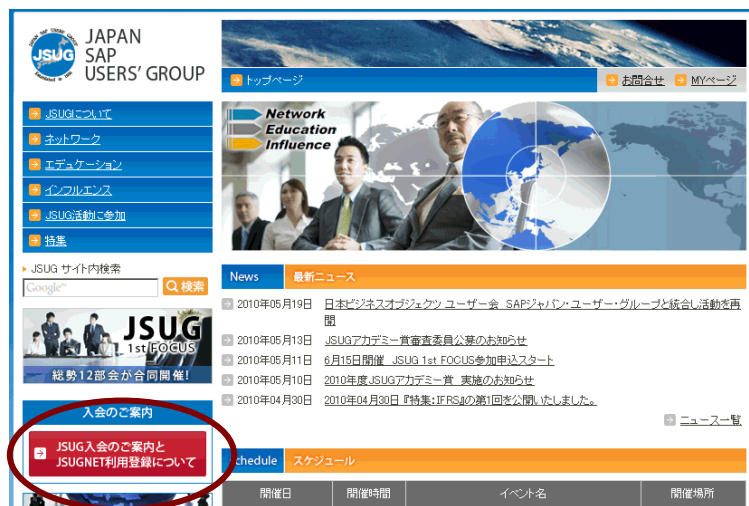 JSUG
JAPAN
SAP
USERS' GROUP
トップページ
お問合せ MYページ
JSUGについて
ネットワーク
エデュケーション
インフルエンス
JSUG活動に参加
特集
JSUG サイト内検索
Google 検索
JSUG
1st FOCUS
総勢12部会が合同開催!
入会のご案内
JSUG入会のご案内と
JSUGNET利用登録について
Network
Education
Influence
News 最新ニュース
2010年05月19日 日本ビジネスオブジェクツ ユーザー会 SAPジャパン・ユーザー・グループと統合し活動を再
開
2010年05月13日 JSUGアカデミー賞審査委員公募のお知らせ
2010年05月11日 6月15日開催 JSUG 1st FOCUS参加申込スタート
2010年05月10日 2010年度JSUGアカデミー賞 実施のお知らせ
2010年04月30日 2010年04月30日『特集:IFRS』の第1回を公開いたしました。
ニュース一覧
Schedule スケジュール
開催日 開催時間 イベント名 開催場所